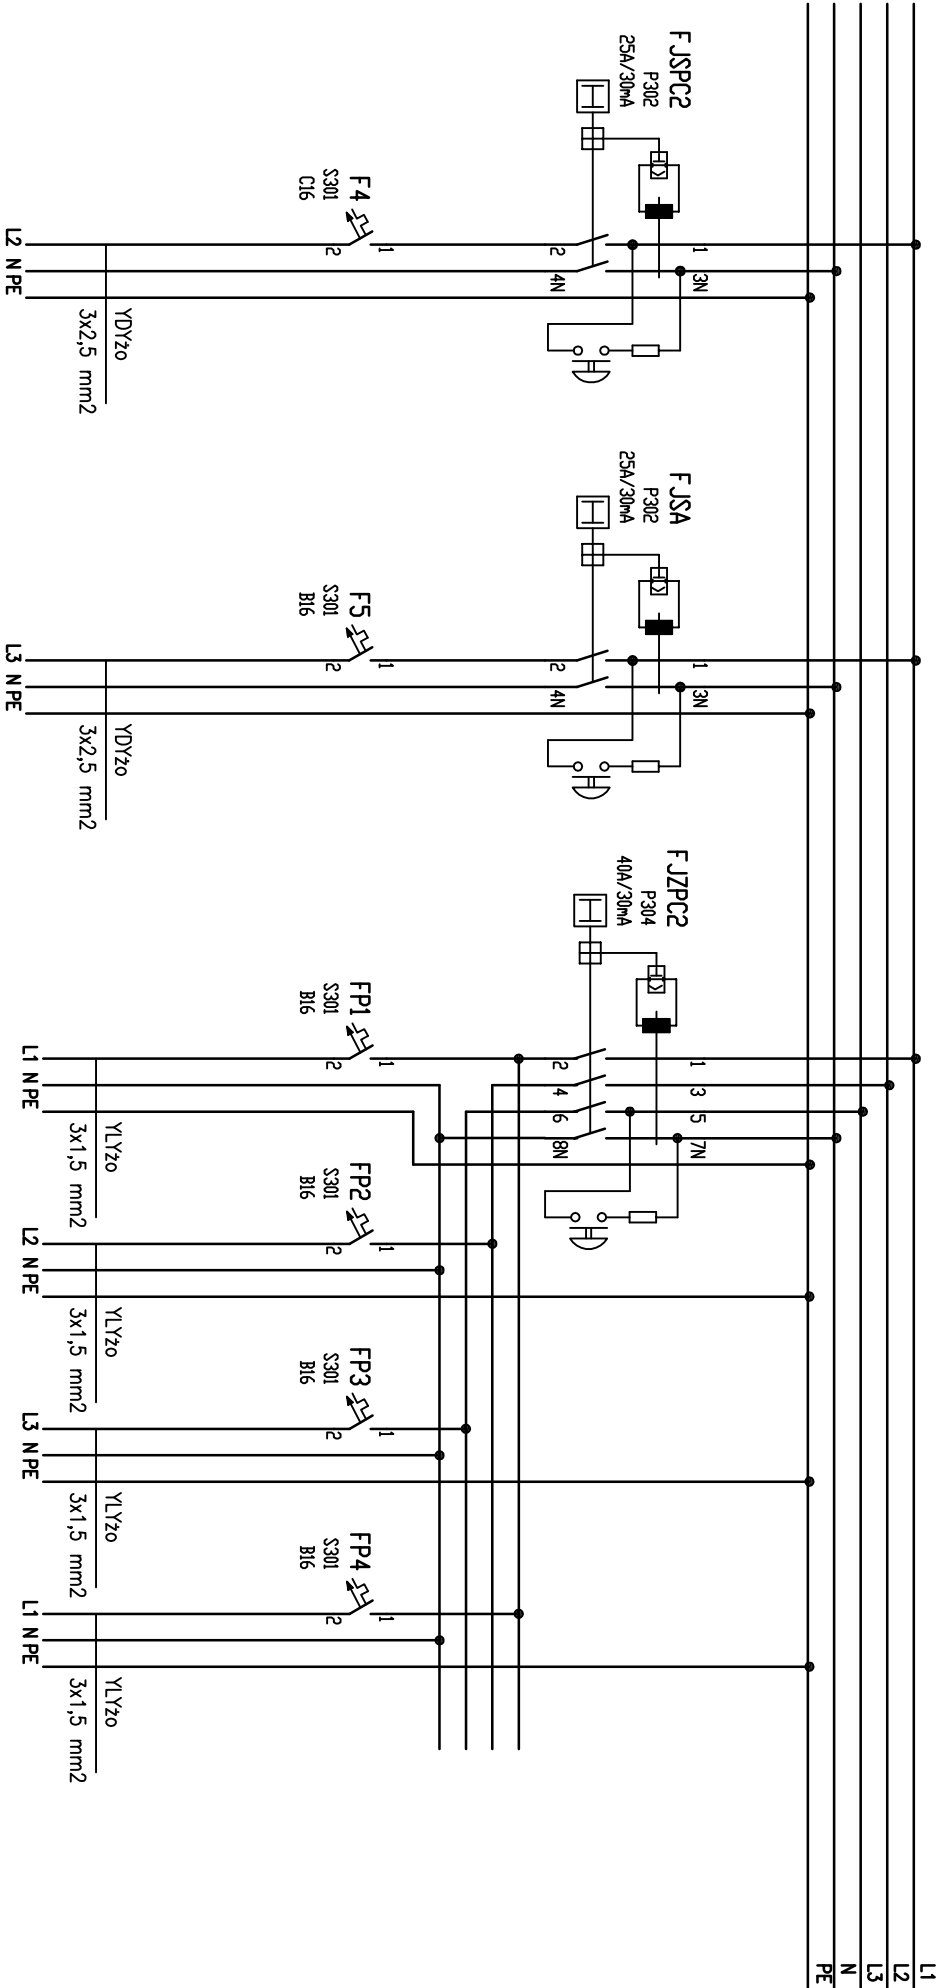 L1
L2
L3
N
PE
FJSPC2
P302
25A/30mA
1
3N
2
4N
F4
S301
C16
1
2
YDYżo
3x2,5 mm2
L2 N PE
FJSA
P302
25A/30mA
1
3N
2
4N
F5
S301
B16
1
2
YDYżo
3x2,5 mm2
L3 N PE
FJZPC2
P304
40A/30mA
1
3
5
7N
2
4
6
8N
FP1
S301
B16
1
2
YLYżo
3x1,5 mm2
L1 N PE
FP2
S301
B16
1
2
YLYżo
3x1,5 mm2
L2 N PE
FP3
S301
B16
1
2
YLYżo
3x1,5 mm2
L3 N PE
FP4
S301
B16
1
2
YLYżo
3x1,5 mm2
L1 N PE